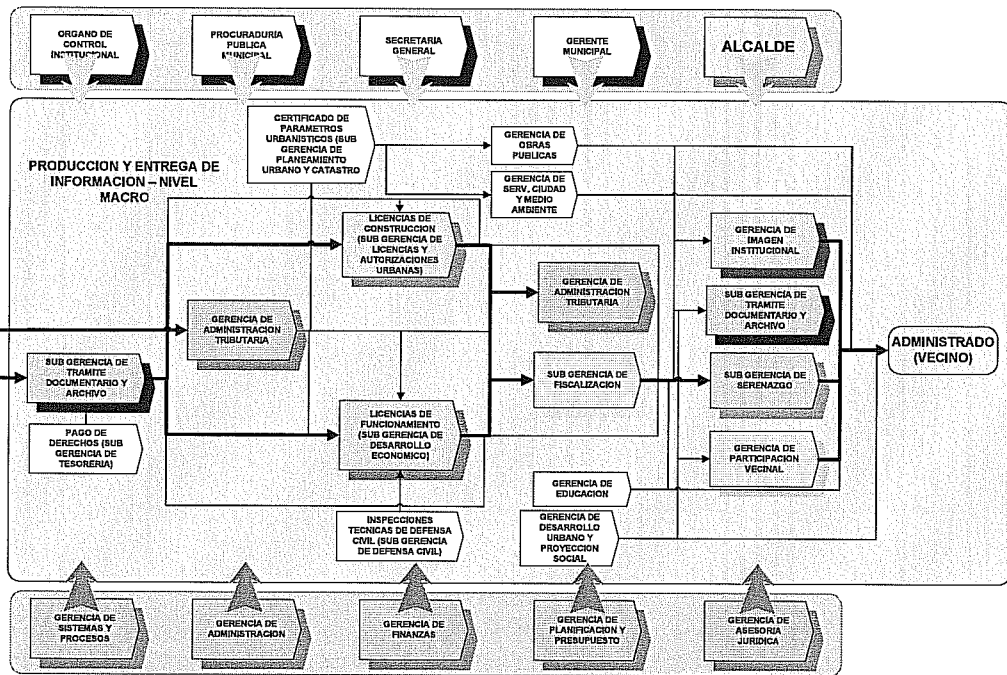 ORGANO DE
CONTROL
INSTITUCIONAL
PROCURADURÍA
PUBLICA
MUNICIPAL
SECRETARIA
GENERAL
GERENTE
MUNICIPAL
ALCALDE
PRODUCCION Y ENTREGA DE
INFORMACION – NIVEL
MACRO
CERTIFICADO DE
PARAMETROS
URBANISTICOS (SUB
GERENCIA DE
PLANEAMIENTO
URBANO Y CATASTRO)
GERENCIA DE
OBRAS
PUBLICAS
GERENCIA DE
SERV. CIUDAD
Y MEDIO
AMBIENTE
LICENCIAS DE
CONSTRUCCION
(SUB GERENCIA DE
LICENCIAS Y
AUTORIZACIONES
URBANAS)
GERENCIA DE
IMAGEN
INSTITUCIONAL
GERENCIA DE
ADMINISTRACION
TRIBUTARIA
GERENCIA DE
ADMINISTRACION
TRIBUTARIA
SUB GERENCIA DE
TRAMITE
DOCUMENTARIO Y
ARCHIVO
ADMINISTRADO
(VECINO)
SUB GERENCIA DE
TRAMITE
DOCUMENTARIO Y
ARCHIVO
SUB GERENCIA DE
FISCALIZACION
SUB GERENCIA DE
SERENAZGO
PAGO DE
DERECHOS (SUB
GERENCIA DE
TESORERIA)
LICENCIAS DE
FUNCIONAMIENTO
(SUB GERENCIA DE
DESARROLLO
ECONOMICO)
GERENCIA DE
PARTICIPACION
VECINAL
GERENCIA DE
EDUCACION
INSPECCIONES
TECNICAS DE DEFENSA
CIVIL (SUB GERENCIA
DE DEFENSA CIVIL)
GERENCIA DE
DESARROLLO
URBANO Y
PROYECCION
SOCIAL
GERENCIA DE
SISTEMAS Y
PROCESOS
GERENCIA DE
ADMINISTRACION
GERENCIA DE
FINANZAS
GERENCIA DE
PLANIFICACION Y
PRESUPUESTO
GERENCIA DE
ASESORIA
JURIDICA